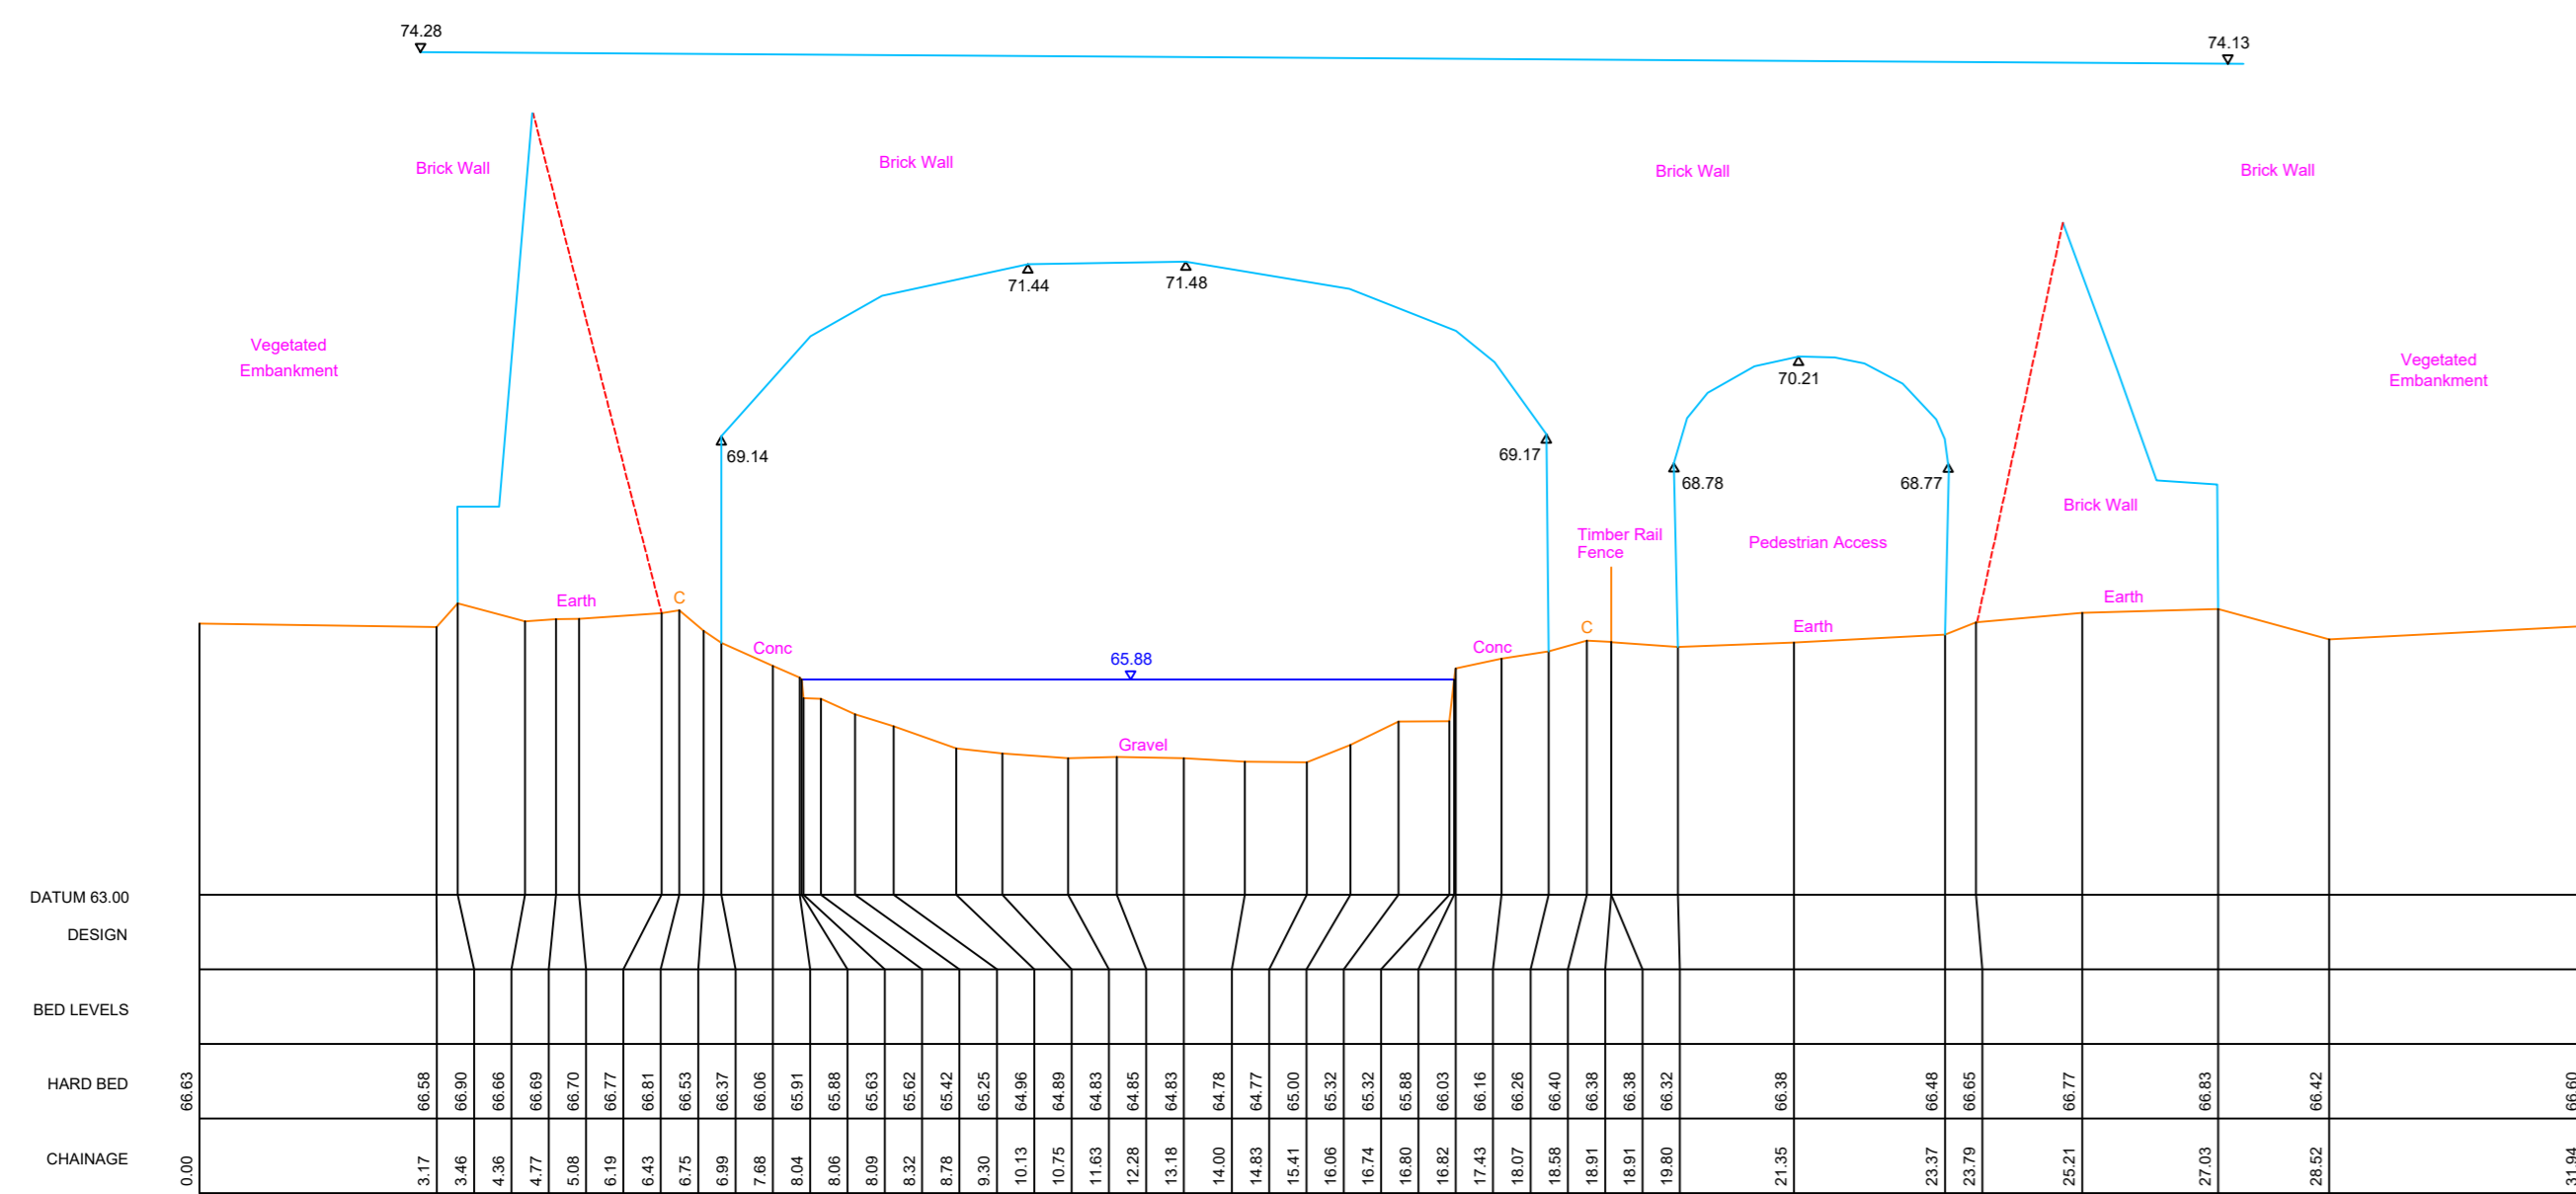 74.28
74.13
Brick Wall
Brick Wall
Brick Wall
Brick Wall
71.44
71.48
Vegetated
Embankment
70.21
Vegetated
Embankment
69.14
69.17
68.78
68.77
Brick Wall
Timber Rail
Fence
Pedestrian Access
Earth
C
Conc
65.88
Gravel
Conc
C
Earth
Earth
DATUM 63.00
DESIGN
BED LEVELS
HARD BED 66.63 66.58 66.90 66.66 66.69 66.70 66.77 66.81 66.53 66.37 66.06 65.91 65.88 65.63 65.62 65.42 65.25 64.96 64.89 64.83 64.85 64.83 64.78 64.77 65.00 65.32 65.32 65.88 66.03 66.16 66.26 66.40 66.38 66.38 66.32 66.38 66.48 66.65 66.77 66.83 66.42 66.60
CHAINAGE 0.00 3.17 3.46 4.36 4.77 5.08 6.19 6.43 6.75 6.99 7.68 8.04 8.06 8.09 8.32 8.78 9.30 10.13 10.75 11.63 12.28 13.18 14.00 14.83 15.41 16.06 16.74 16.80 16.82 17.43 18.07 18.58 18.91 18.91 19.80 21.35 23.37 23.79 25.21 27.03 28.52 31.94